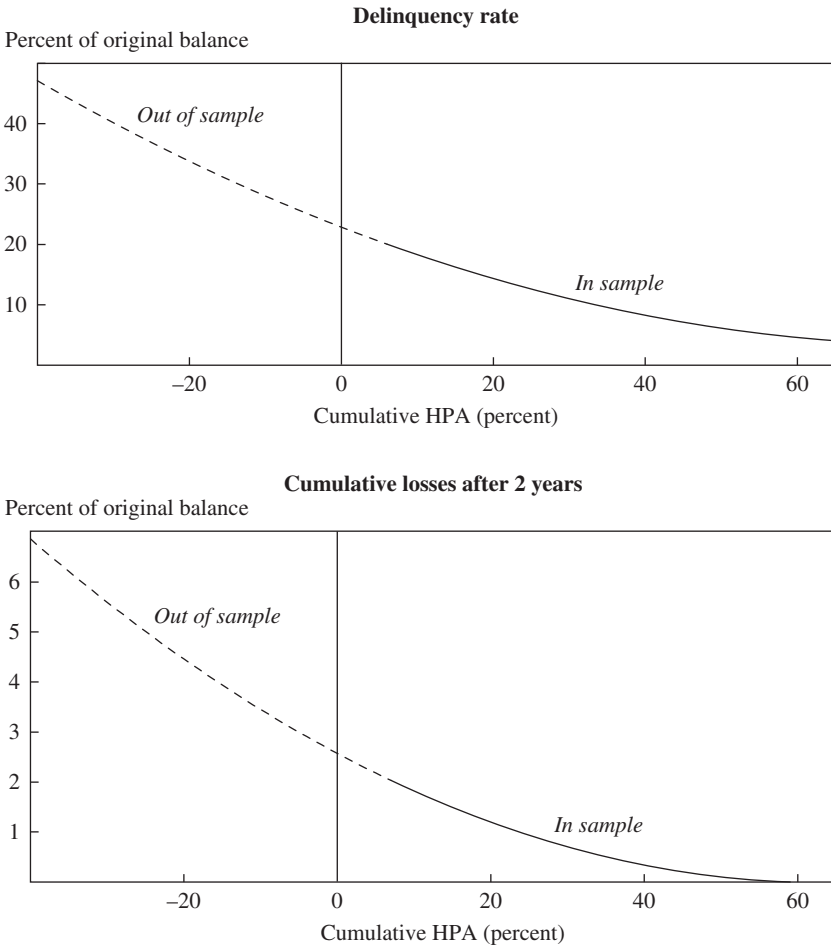 Delinquency rate
Percent of original balance
40
Out of sample
30
20
In sample
10
–20 0 20 40 60
Cumulative HPA (percent)
Cumulative losses after 2 years
Percent of original balance
6
Out of sample
5
4
3
2
In sample
1
–20 0 20 40 60
Cumulative HPA (percent)